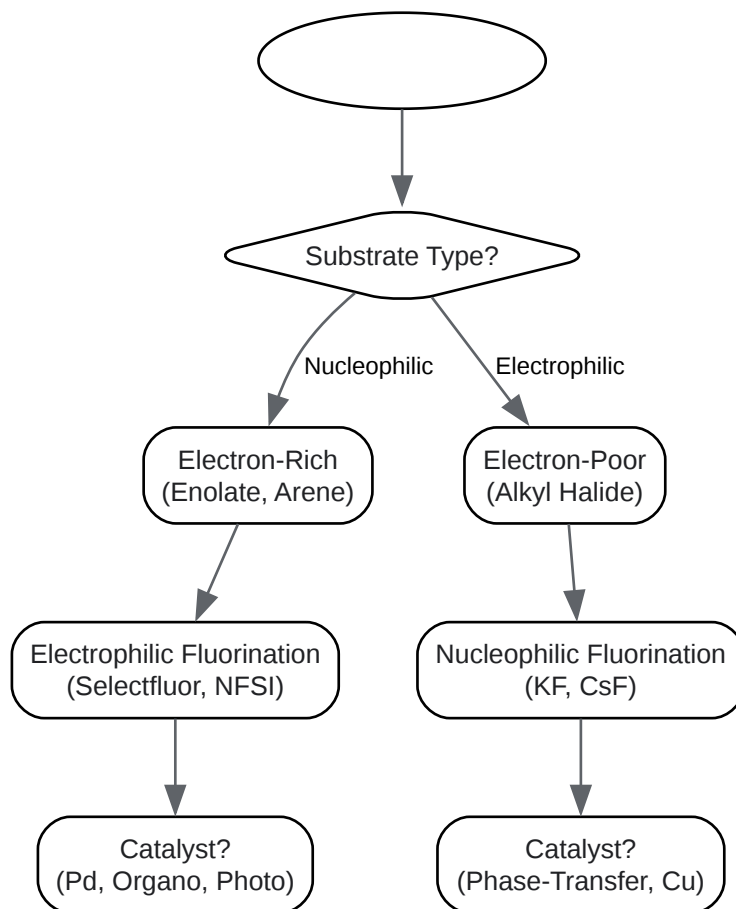 Substrate Type?
Nucleophilic
Electrophilic
Electron-Rich
(Enolate, Arene)
Electron-Poor
(Alkyl Halide)
Electrophilic Fluorination
(Selectfluor, NFSI)
Nucleophilic Fluorination
(KF, CsF)
Catalyst?
(Pd, Organo, Photo)
Catalyst?
(Phase-Transfer, Cu)